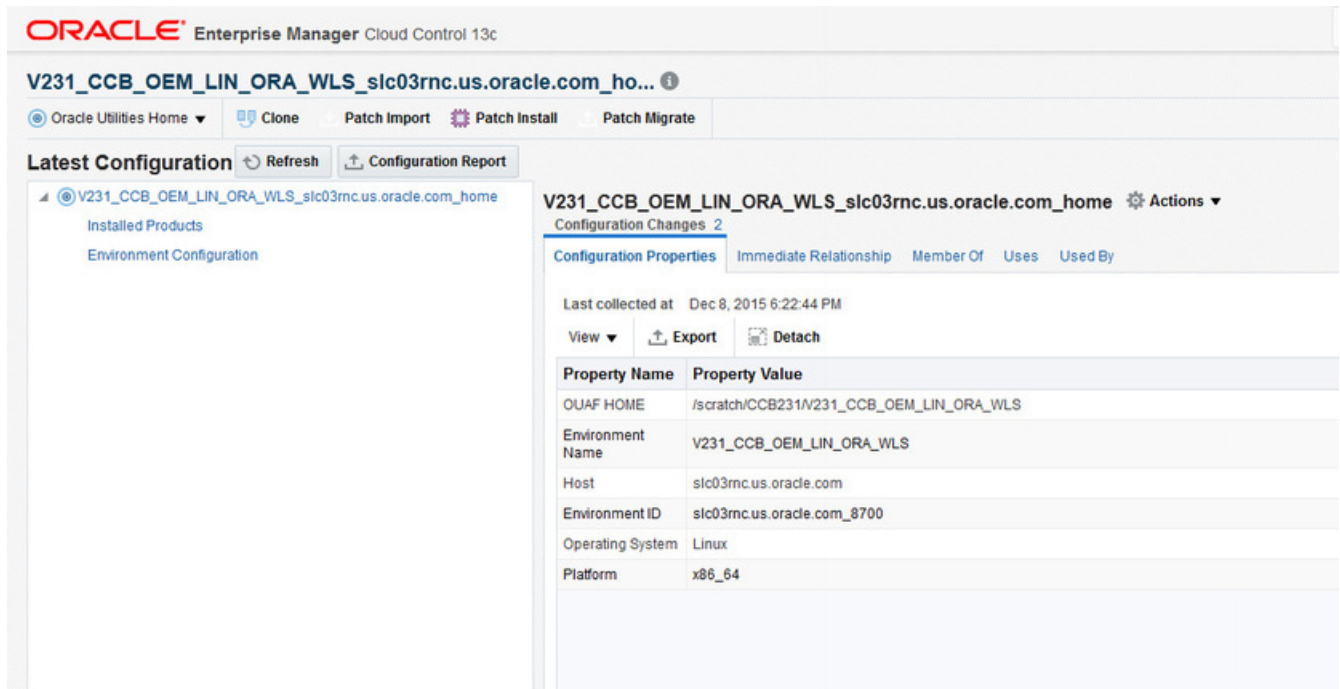 ORACLE Enterprise Manager Cloud Control 13c
V231_CCB_OEM_LIN_ORA_WLS_slc03rnc.us.oracle.com_ho...
Oracle Utilities Home Clone Patch Import Patch Install Patch Migrate
Latest Configuration Refresh Configuration Report
V231_CCB_OEM_LIN_ORA_WLS_slc03rnc.us.oracle.com_home
Installed Products
Environment Configuration
V231_CCB_OEM_LIN_ORA_WLS_slc03rnc.us.oracle.com_home Actions
Configuration Changes 2
Configuration Properties Immediate Relationship Member Of Uses Used By
Last collected at Dec 8, 2015 6:22:44 PM
View Export Detach
Property Name Property Value
OUAF HOME /scratch/CCB231/V231_CCB_OEM_LIN_ORA_WLS
Environment
Name V231_CCB_OEM_LIN_ORA_WLS
Host slc03rnc.us.oracle.com
Environment ID slc03rnc.us.oracle.com_8700
Operating System Linux
Platform x86_64